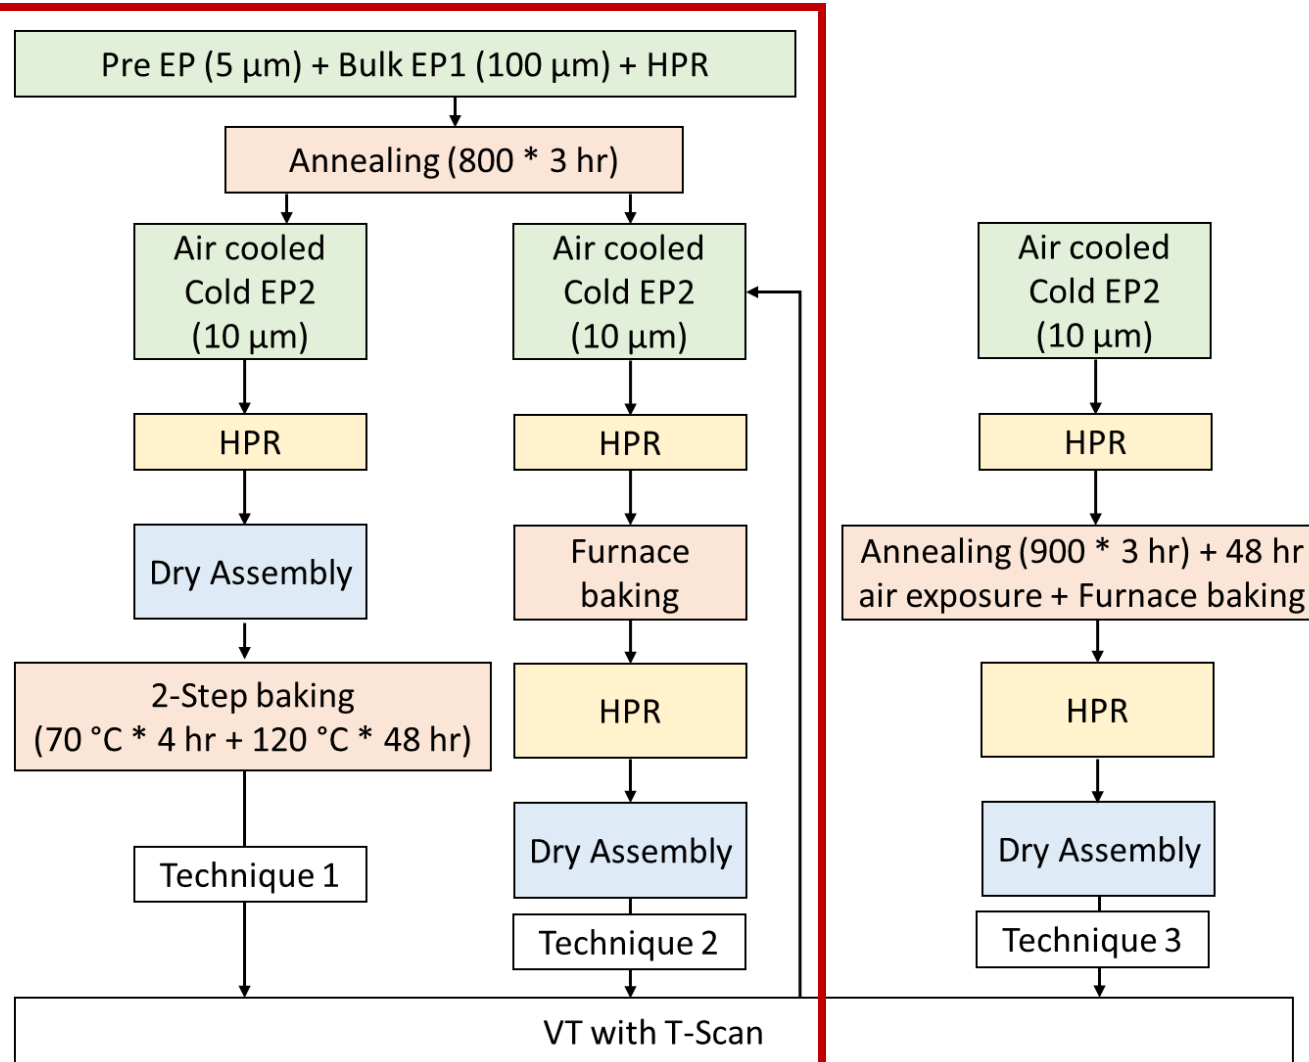 Pre EP (5 µm) + Bulk EP1 (100 µm) + HPR
Annealing (800 * 3 hr)
Air cooled
Cold EP2
(10 µm)
HPR
Dry Assembly
2-Step baking
(70 °C * 4 hr + 120 °C * 48 hr)
Technique 1
Air cooled
Cold EP2
(10 µm)
HPR
Furnace
baking
HPR
Dry Assembly
Technique 2
Air cooled
Cold EP2
(10 µm)
HPR
Annealing (900 * 3 hr) + 48 hr
air exposure + Furnace baking
HPR
Dry Assembly
Technique 3
VT with T-Scan